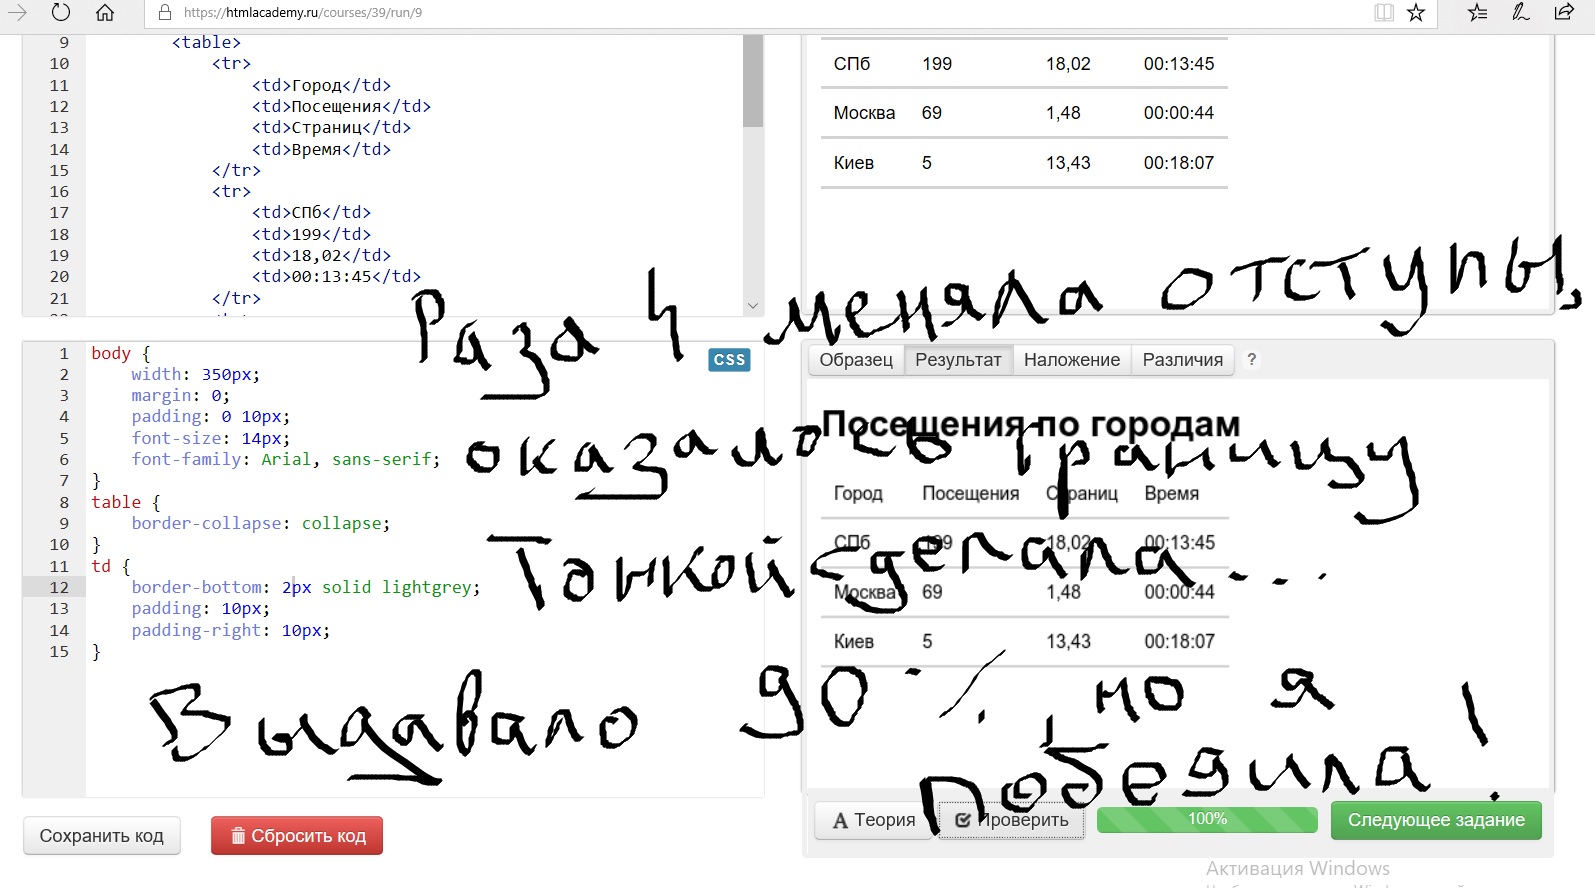 https://htmlacademy.ru/courses/39/run/9
9 <table>
10 <tr>
11 <td>Город</td>
12 <td>Посещения</td>
13 <td>Страниц</td>
14 <td>Время</td>
15 </tr>
16 <tr>
17 <td>СПб</td>
18 <td>199</td>
19 <td>18,02</td>
20 <td>00:13:45</td>
21 </tr>
СПб 199 18,02 00:13:45
Москва 69 1,48 00:00:44
Киев 5 13,43 00:18:07
Раза 4 меняла отступы,
оказалось границу
тонкой сделала...
Выдавало 90%, но я
победила!
CSS
1 body {
2 width: 350px;
3 margin: 0;
4 padding: 0 10px;
5 font-size: 14px;
6 font-family: Arial, sans-serif;
7 }
8 table {
9 border-collapse: collapse;
10 }
11 td {
12 border-bottom: 2px solid lightgrey;
13 padding: 10px;
14 padding-right: 10px;
15 }
Образец Результат Наложение Различия ?
Посещения по городам
Город Посещения Страниц Время
СПб 199 18,02 00:13:45
Москва 69 1,48 00:00:44
Киев 5 13,43 00:18:07
Сохранить код Сбросить код
Теория Проверить 100% Следующее задание
Активация Windows